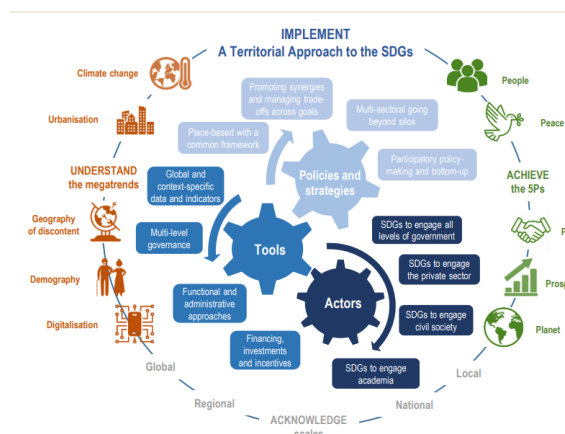 IMPLEMENT
A Territorial Approach to the SDGs
Climate change
Urbanisation
UNDERSTAND
the megatrends
Geography
of discontent
Demography
Digitalisation
Promoting synergies
and managing trade-
offs across goals
Multi-sectoral going
beyond silos
Place-based with a
common framework
Participatory policy-
making and bottom-up
Policies and
strategies
Global and
context-specific
data and indicators
Multi-level
governance
Tools
Functional and
administrative
approaches
Financing,
investments
and incentives
SDGs to engage all
levels of government
SDGs to engage
the private sector
Actors
SDGs to engage
civil society
SDGs to engage
academia
People
Peace
ACHIEVE
the 5Ps
P
Prosp
Planet
Global
Regional
ACKNOWLEDGE
scales
National
Local